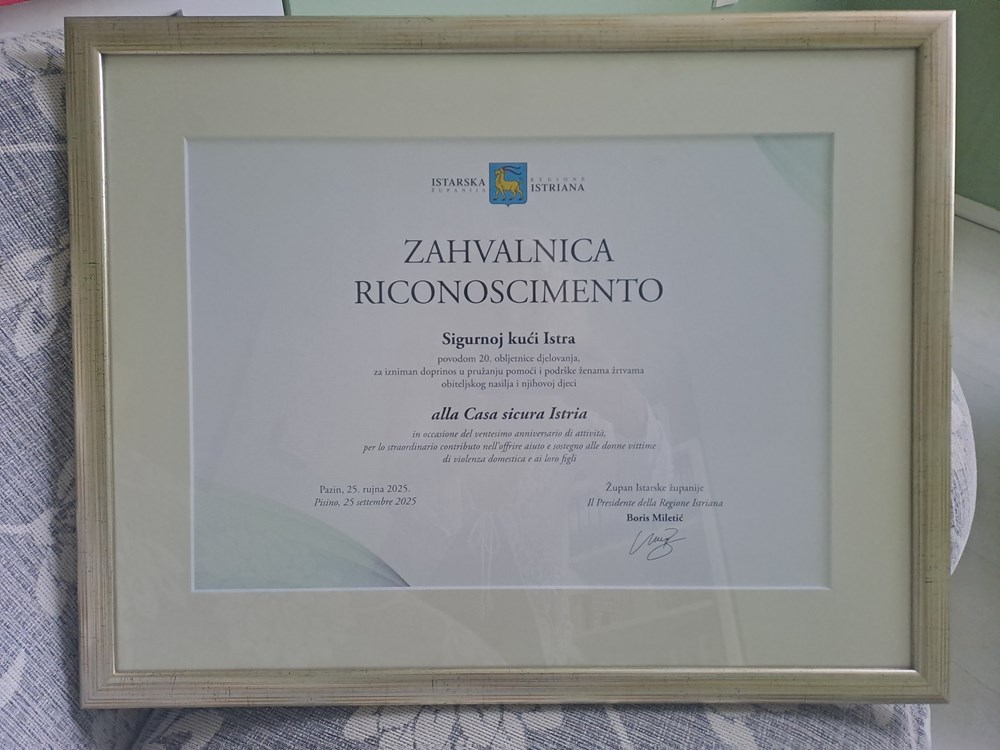 ISTARSKA
ŽUPANIJA
REGIONE
ISTRIANA
ZAHVALNICA
RICONOSCIMENTO
Sigurnoj kući Istra
povodom 20. obljetnice djelovanja,
za izniman doprinos u pružanju pomoći i podrške ženama žrtvama
obiteljskog nasilja i njihovoj djeci
alla Casa sicura Istria
in occasione del ventesimo anniversario di attività,
per lo straordinario contributo nell'offrire aiuto e sostegno alle donne vittime
di violenza domestica e ai loro figli
Pazin, 25. rujna 2025.
Pisino, 25 settembre 2025
Župan Istarske županije
Il Presidente della Regione Istriana
Boris Miletić